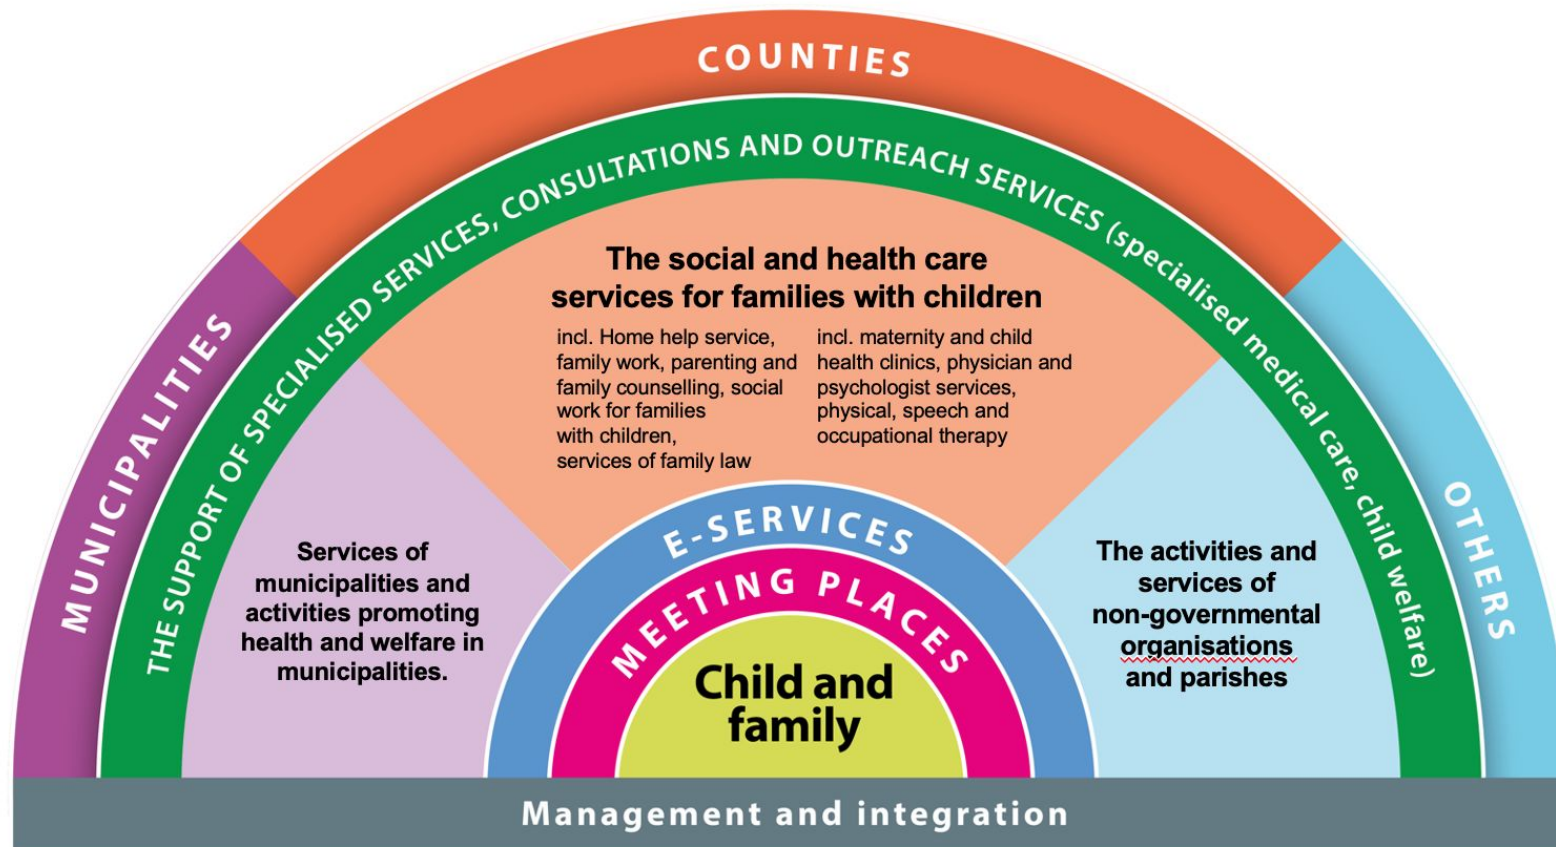 COUNTIES
MUNICIPALITIES
OTHERS
THE SUPPORT OF SPECIALISED SERVICES, CONSULTATIONS AND OUTREACH SERVICES (specialised medical care, child welfare)
The social and health care
services for families with children
incl. Home help service,
family work, parenting and
family counselling, social
work for families
with children,
services of family law
incl. maternity and child
health clinics, physician and
psychologist services,
physical, speech and
occupational therapy
Services of
municipalities and
activities promoting
health and welfare in
municipalities.
The activities and
services of
non-governmental
organisations
and parishes
E-SERVICES
MEETING PLACES
Child and
family
Management and integration